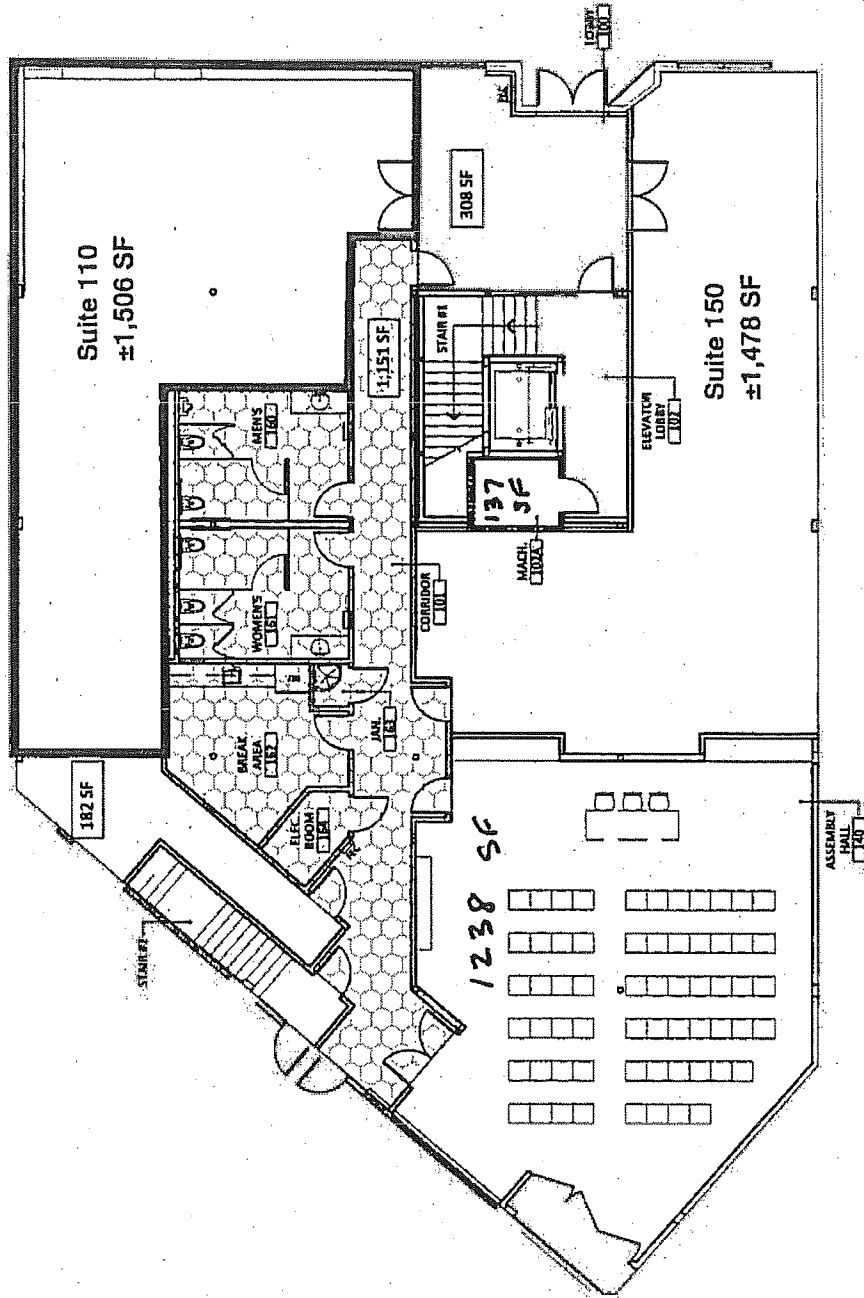 Suite 110
±1,506 SF
308 SF
1,151 SF
STAIR #1
MEN'S
160
WOMEN'S
161
137
SF
ELEVATOR
LOBBY
102
Suite 150
±1,478 SF
MACH.
102A
CORRIDOR
101
JAN.
163
BREAK
AREA
162
ELEC.
ROOM
164
182 SF
STAIR #2
1238 SF
ASSEMBLY
HALL
140
100